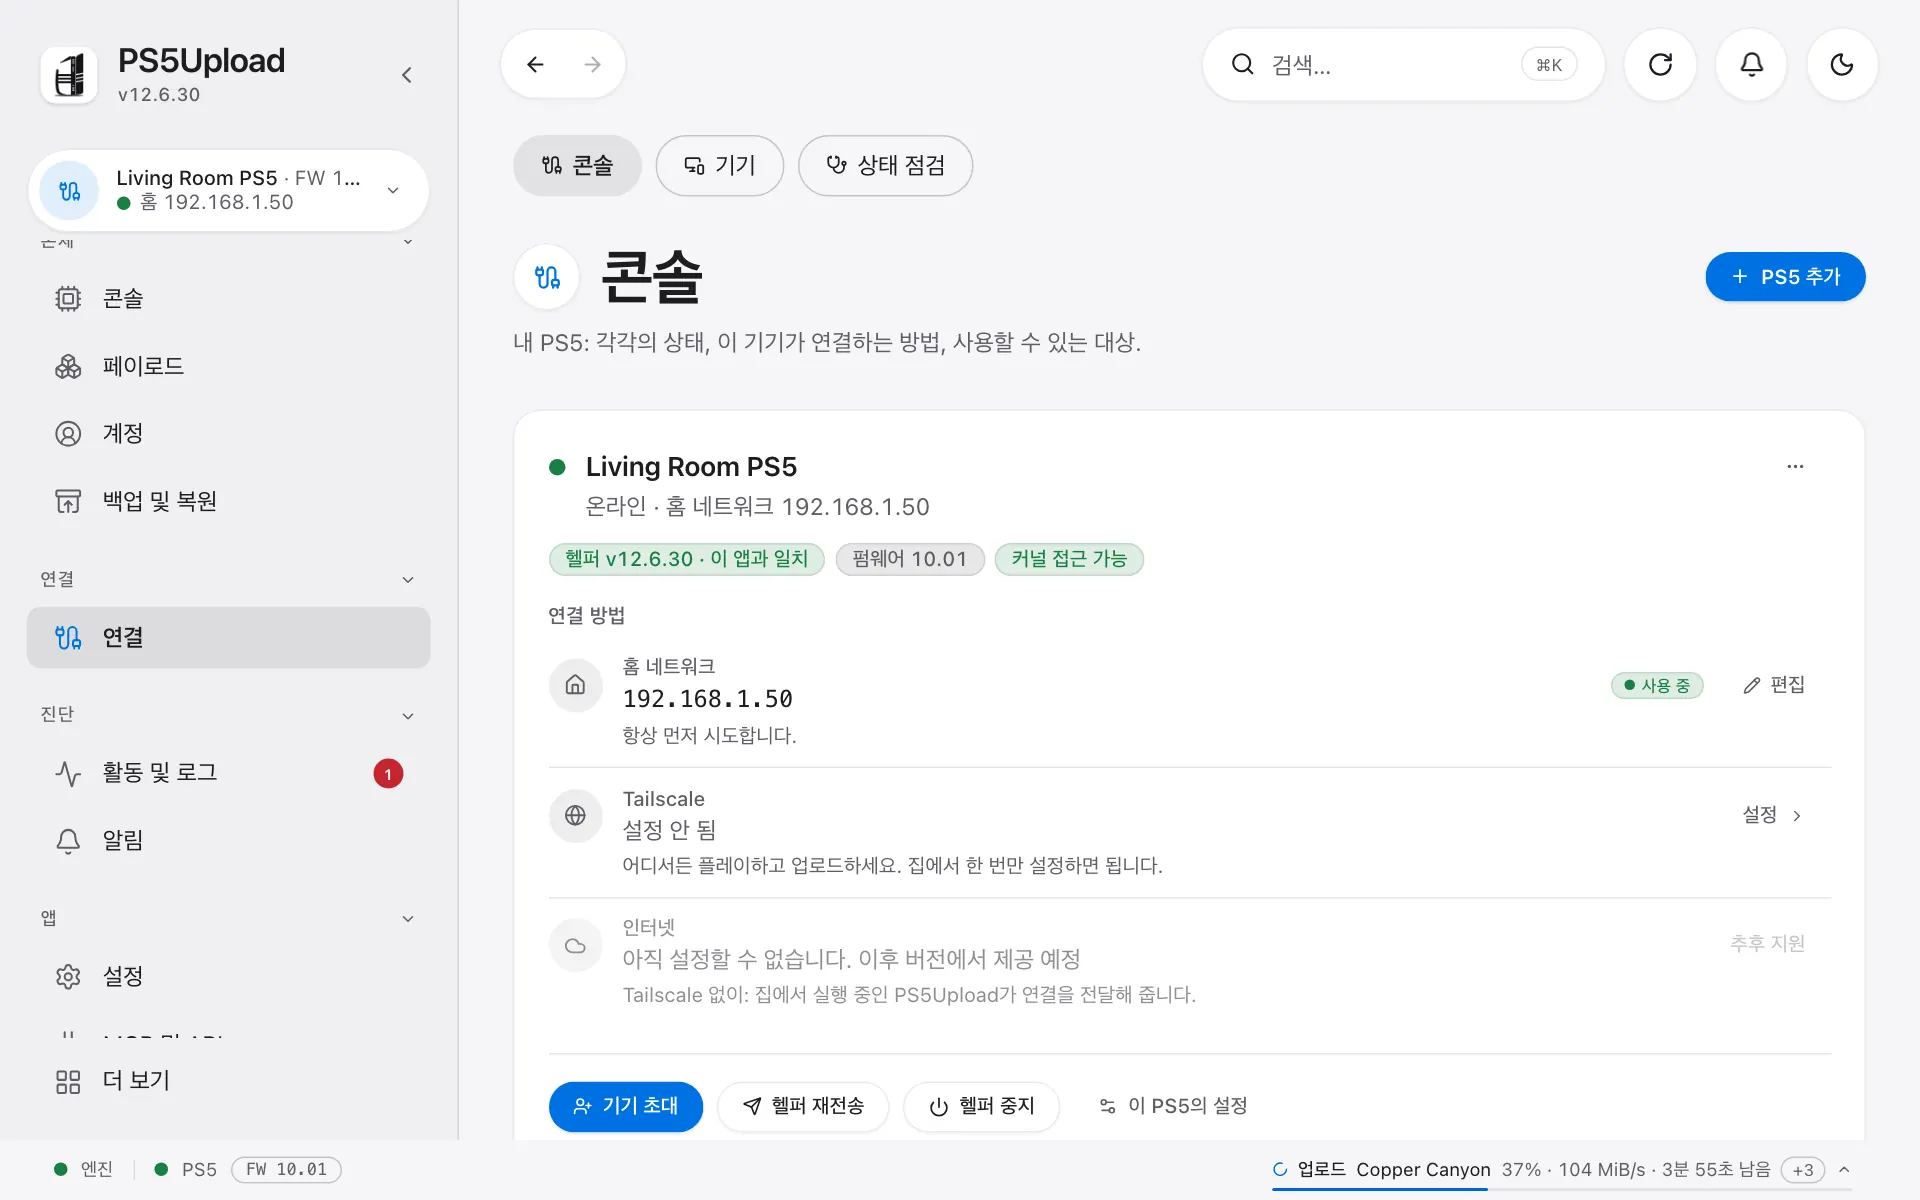 PS5Upload
v12.6.30
Living Room PS5 · FW 1...
홈 192.168.1.50
콘솔
페이로드
계정
백업 및 복원
연결
연결
진단
활동 및 로그
1
알림
앱
설정
더 보기
검색...
⌘K
콘솔
기기
상태 점검
콘솔
+ PS5 추가
내 PS5: 각각의 상태, 이 기기가 연결하는 방법, 사용할 수 있는 대상.
Living Room PS5
온라인 · 홈 네트워크 192.168.1.50
헬퍼 v12.6.30 · 이 앱과 일치
펌웨어 10.01
커널 접근 가능
연결 방법
홈 네트워크
192.168.1.50
항상 먼저 시도합니다.
사용 중
편집
Tailscale
설정 안 됨
어디서든 플레이하고 업로드하세요. 집에서 한 번만 설정하면 됩니다.
설정
인터넷
아직 설정할 수 없습니다. 이후 버전에서 제공 예정
Tailscale 없이: 집에서 실행 중인 PS5Upload가 연결을 전달해 줍니다.
추후 지원
기기 초대
헬퍼 재전송
헬퍼 중지
이 PS5의 설정
엔진
PS5
FW 10.01
업로드 Copper Canyon 37% · 104 MiB/s · 3분 55초 남음
+3